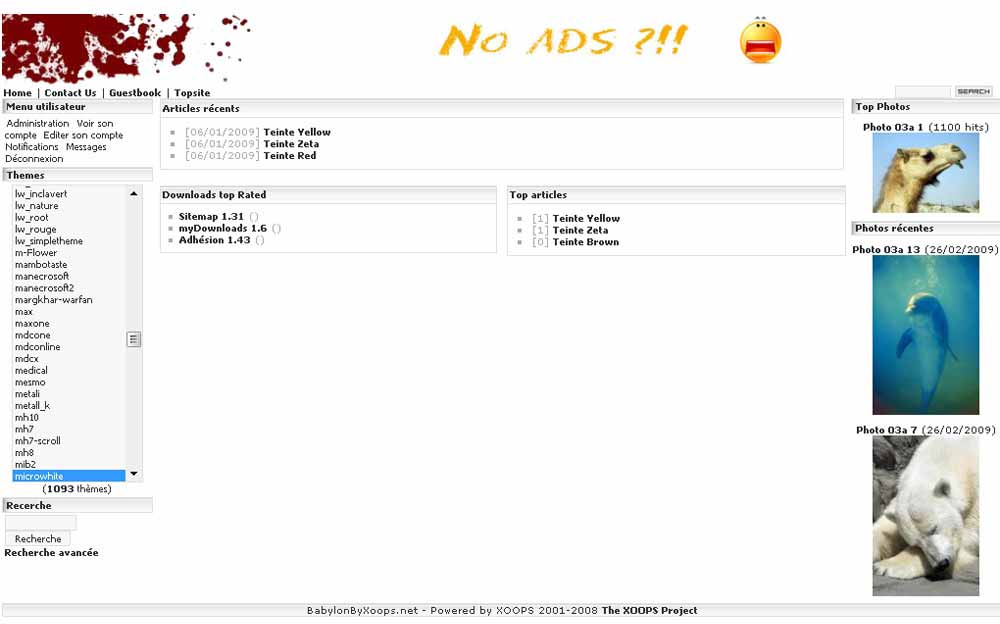 No ADS ?!!
Home | Contact Us | Guestbook | Topsite
SEARCH
Menu utilisateur
Administration Voir son
compte Editer son compte
Notifications Messages
Déconnexion
Themes
lw_inclavert
lw_nature
lw_root
lw_rouge
lw_simpletheme
m-Flower
mambotaste
manecrosoft
manecrosoft2
margkhar-warfan
max
maxone
mdcone
mdconline
mdcx
medical
mesmo
metali
metall_k
mh10
mh7
mh7-scroll
mh8
mib2
microwhite
(1093 thèmes)
Recerche
Recherche
Recherche avancée
Articles récents
[06/01/2009] Teinte Yellow
[06/01/2009] Teinte Zeta
[06/01/2009] Teinte Red
Downloads top Rated
Sitemap 1.31 ()
myDownloads 1.6 ()
Adhésion 1.43 ()
Top articles
[1] Teinte Yellow
[1] Teinte Zeta
[0] Teinte Brown
Top Photos
Photo 03a 1 (1100 hits)
Photos récentes
Photo 03a 13 (26/02/2009)
Photo 03a 7 (26/02/2009)
BabylonByXoops.net - Powered by XOOPS 2001-2008 The XOOPS Project